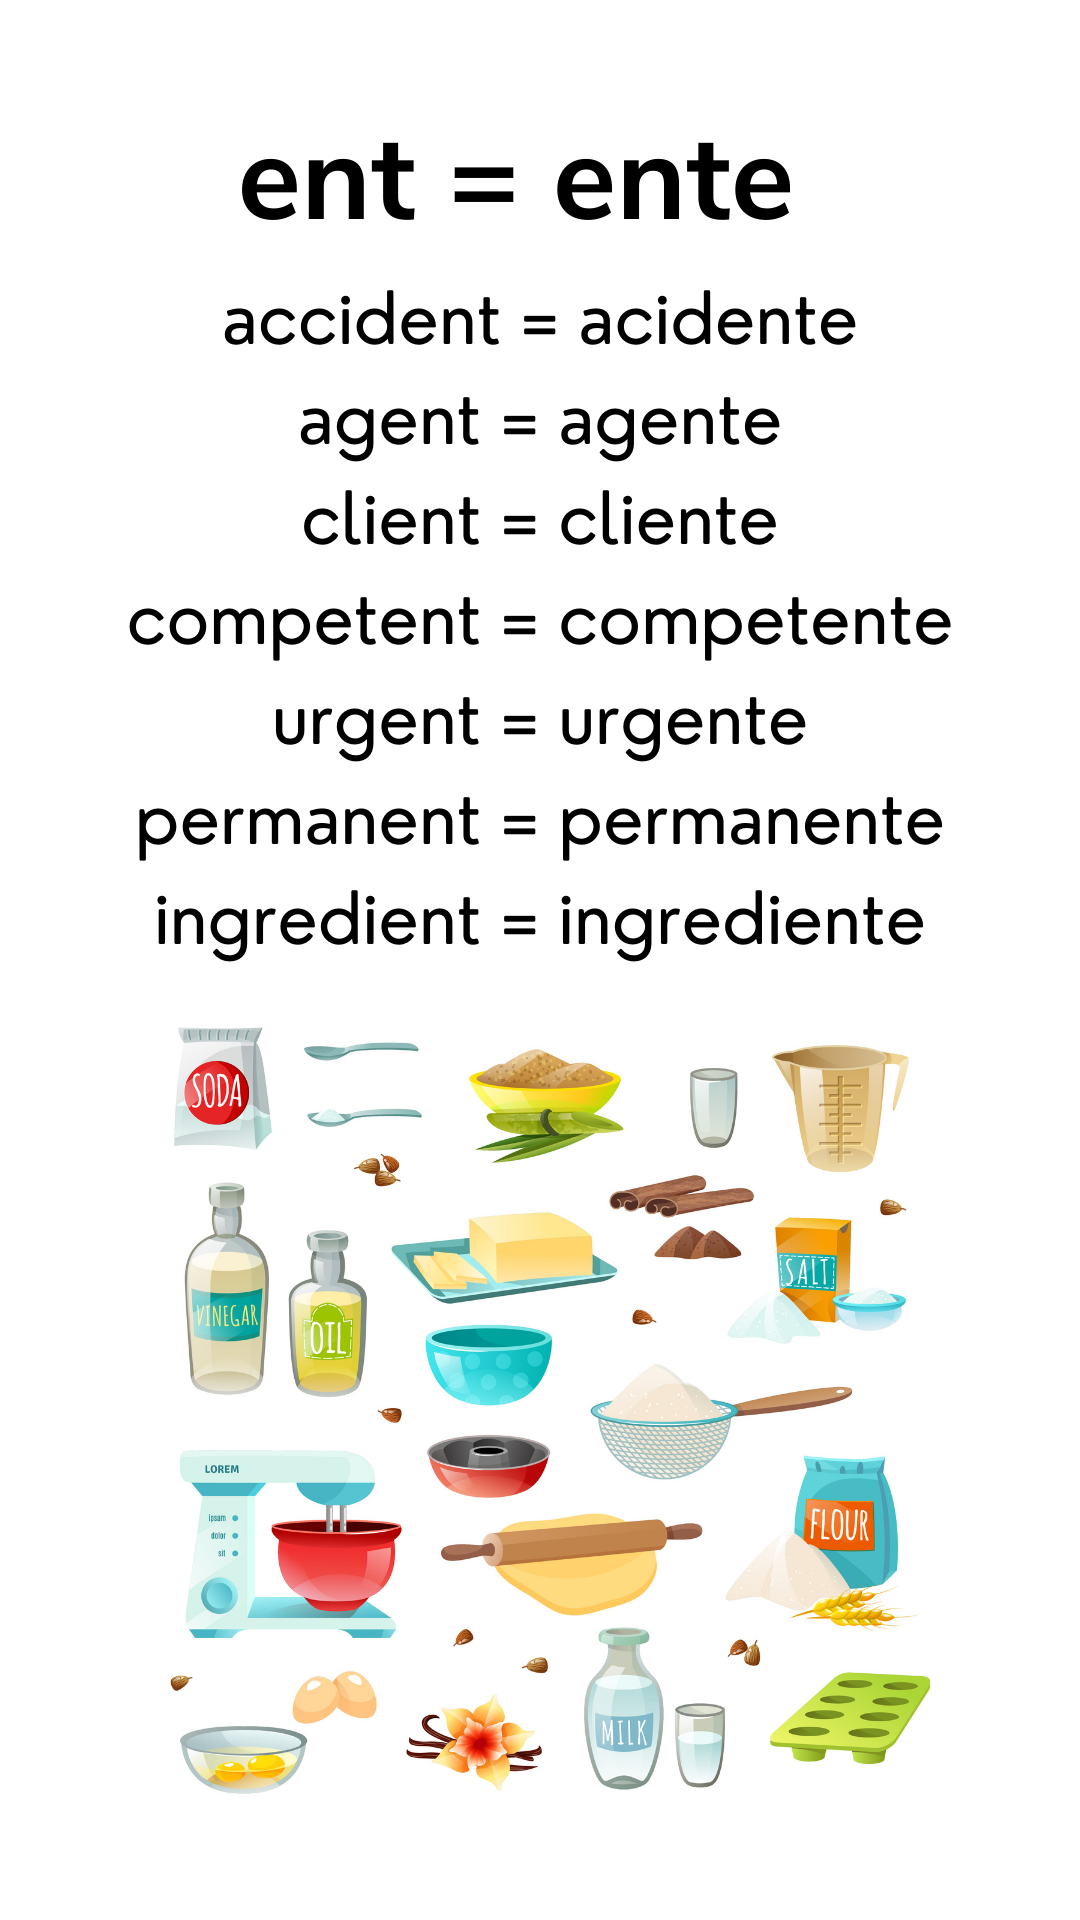 ent = ente
accident = acidente
agent = agente
client = cliente
competent = competente
urgent = urgente
permanent = permanente
ingredient = ingrediente
SODA
SALT
VINEGAR
OIL
LOREM
ipsam
dolor
sit
FLOUR
MILK